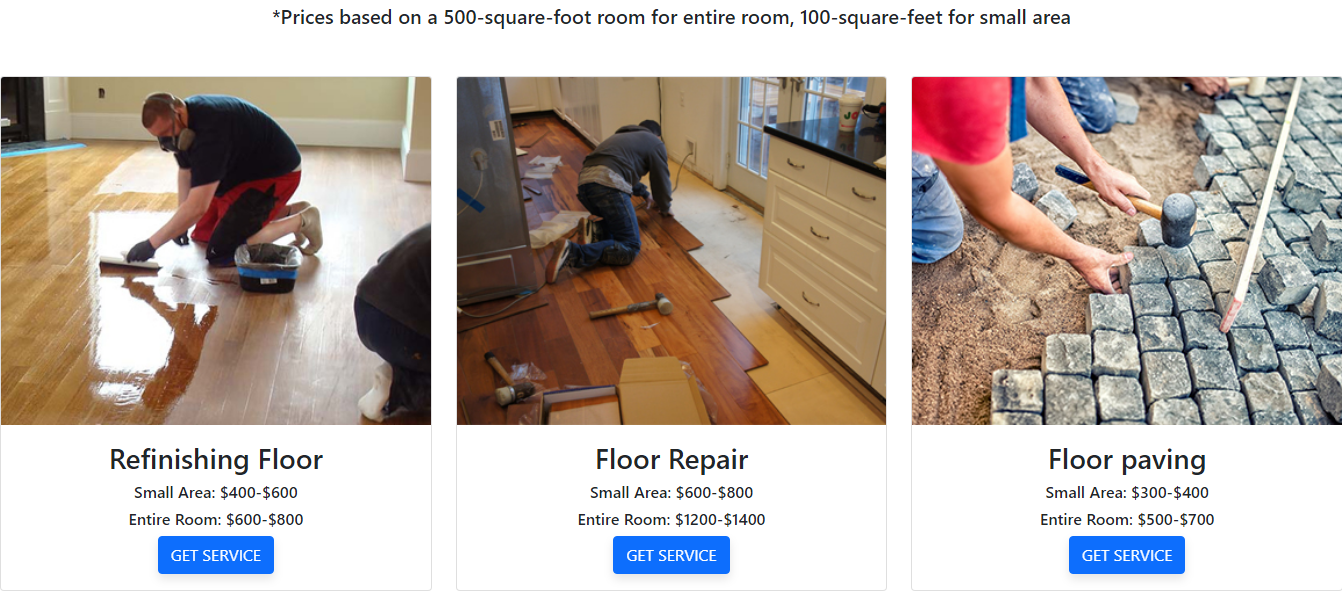 *Prices based on a 500-square-foot room for entire room, 100-square-feet for small area
Refinishing Floor
Small Area: $400-$600
Entire Room: $600-$800
GET SERVICE
Floor Repair
Small Area: $600-$800
Entire Room: $1200-$1400
GET SERVICE
Floor paving
Small Area: $300-$400
Entire Room: $500-$700
GET SERVICE